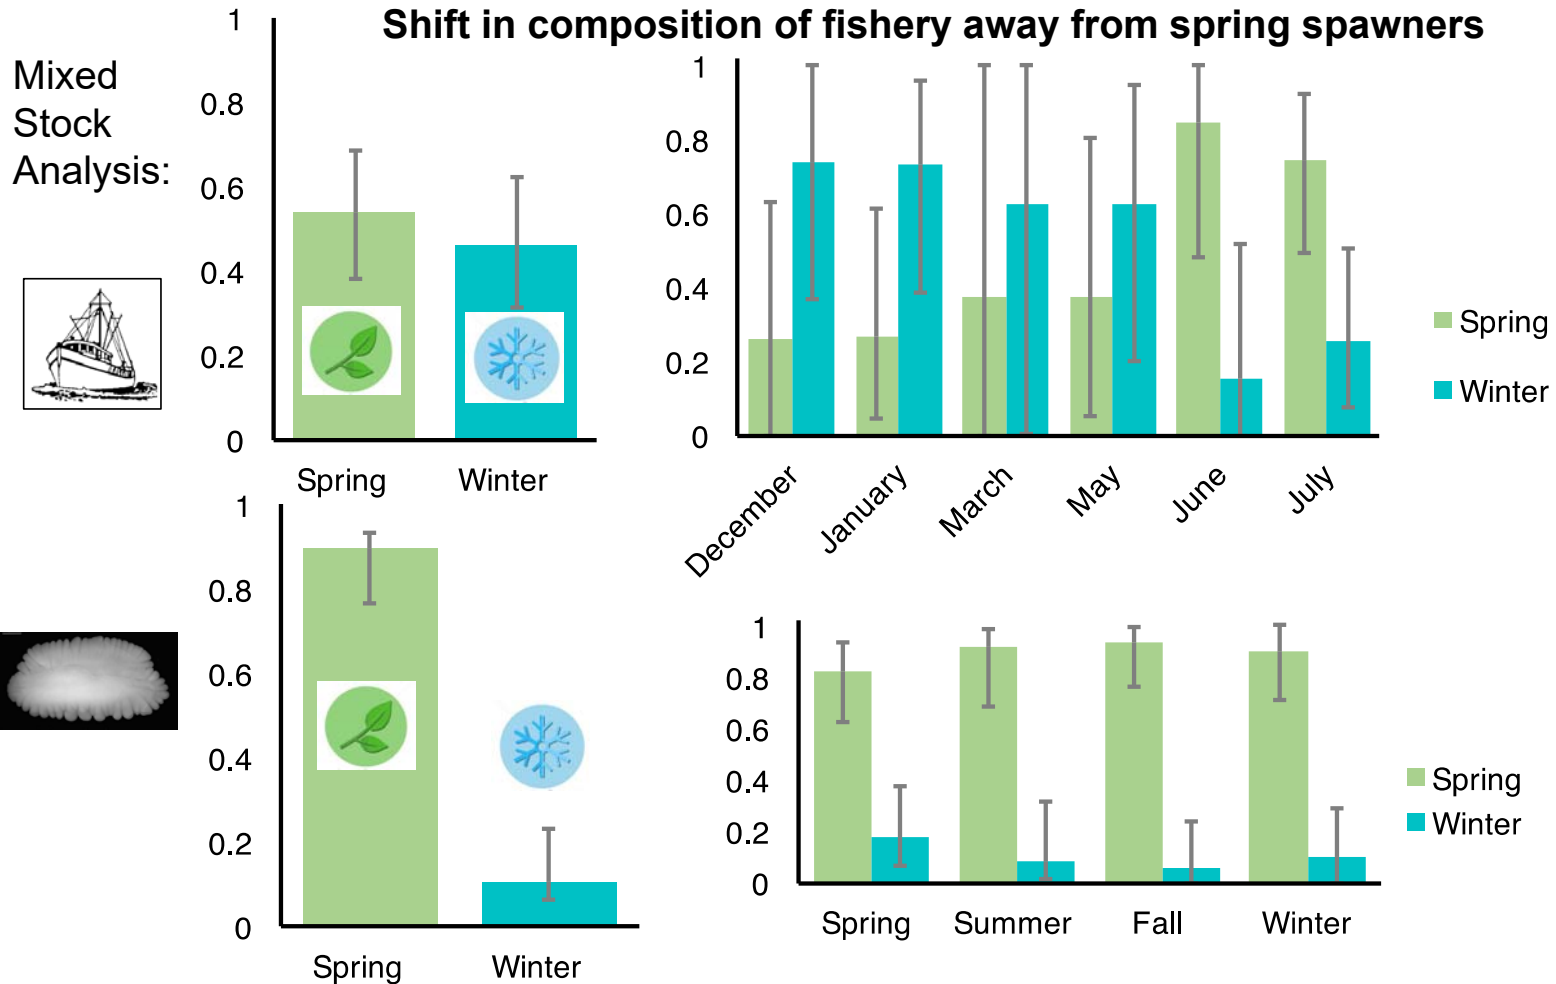 Shift in composition of fishery away from spring spawners
Mixed
Stock
Analysis:
1
0.8
0.6
0.4
0.2
0
Spring
Winter
1
0.8
0.6
0.4
0.2
0
December
January
March
May
June
July
Spring
Winter
1
0.8
0.6
0.4
0.2
0
Spring
Winter
1
0.8
0.6
0.4
0.2
0
Spring
Summer
Fall
Winter
Spring
Winter